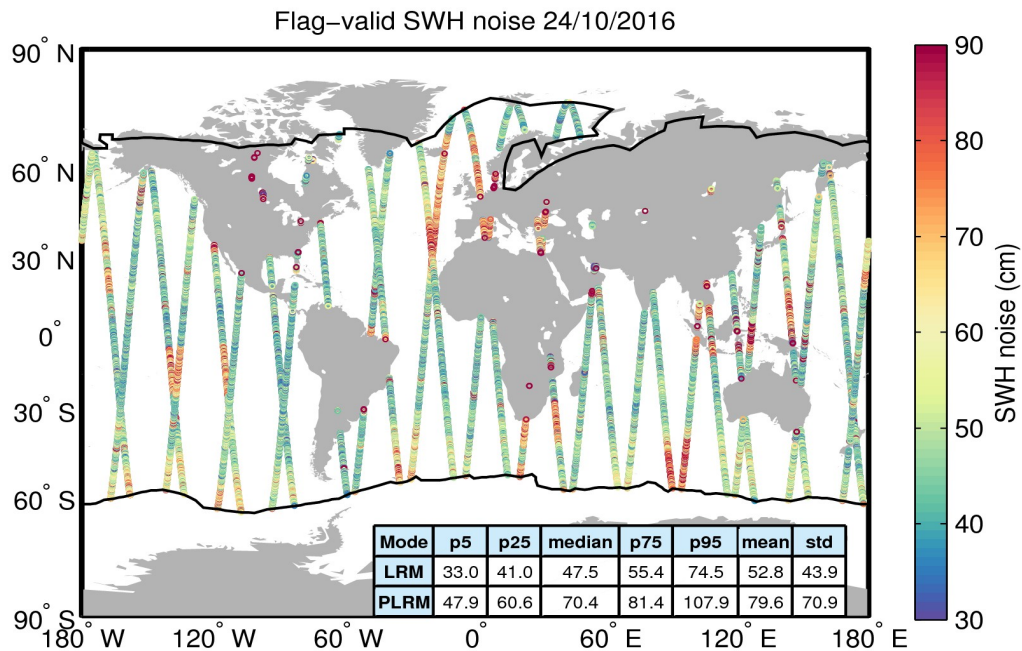 Flag−valid SWH noise 24/10/2016
90° N
60° N
30° N
0°
30° S
60° S
90° S
180° W
120° W
60° W
0°
60° E
120° E
180° E
90
80
70
60
50
40
30
SWH noise (cm)
Mode p5 p25 median p75 p95 mean std
LRM 33.0 41.0 47.5 55.4 74.5 52.8 43.9
PLRM 47.9 60.6 70.4 81.4 107.9 79.6 70.9